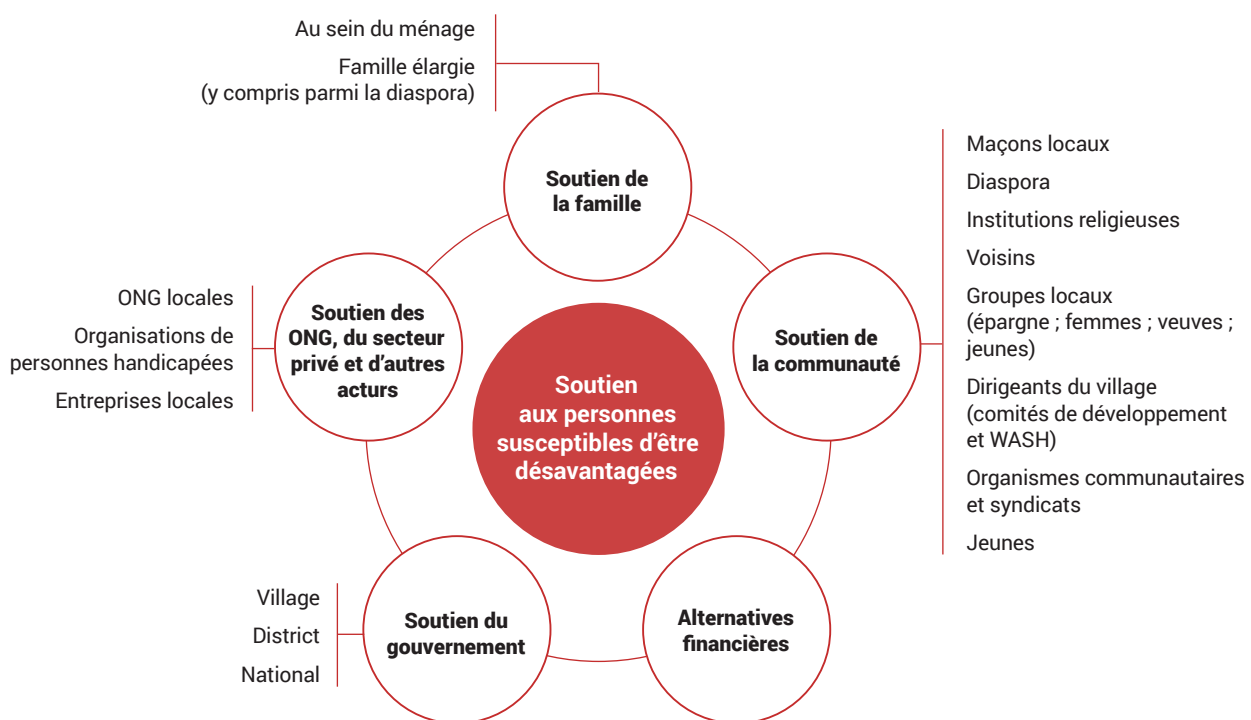 Au sein du ménage
Famille élargie
(y compris parmi la diaspora)
Soutien de
la famille
Maçons locaux
Diaspora
Institutions religieuses
Voisins
Groupes locaux
(épargne ; femmes ; veuves ;
jeunes)
Dirigeants du village
(comités de développement
et WASH)
Organismes communautaires
et syndicats
Jeunes
Soutien de
la communauté
ONG locales
Organisations de
personnes handicapées
Entreprises locales
Soutien des
ONG, du secteur
privé et d'autres
acturs
Soutien
aux personnes
susceptibles d'être
désavantagées
Village
District
National
Soutien du
gouvernement
Alternatives
financières